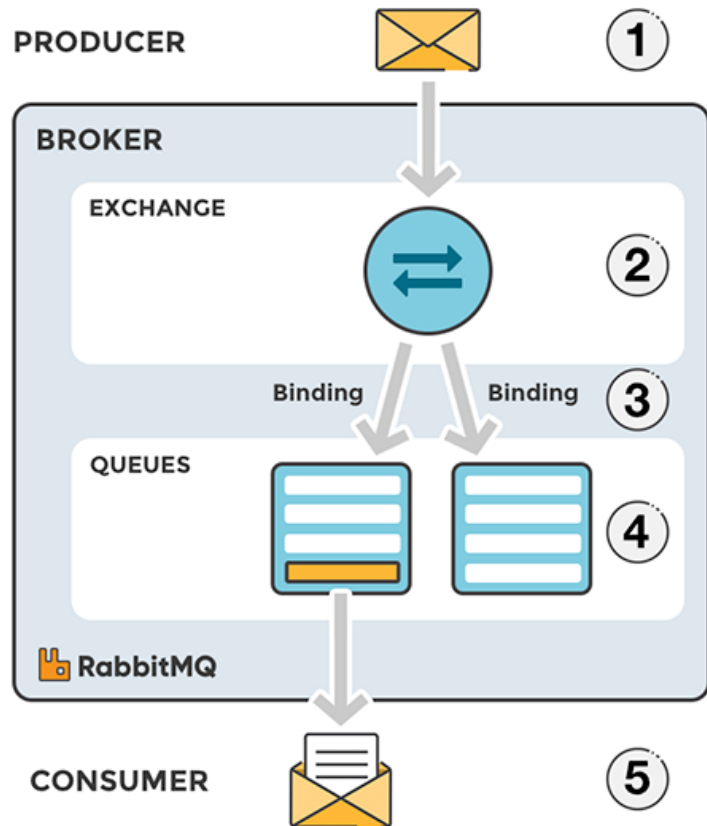 PRODUCER
1
BROKER
EXCHANGE
2
Binding
Binding
3
QUEUES
4
RabbitMQ
CONSUMER
5